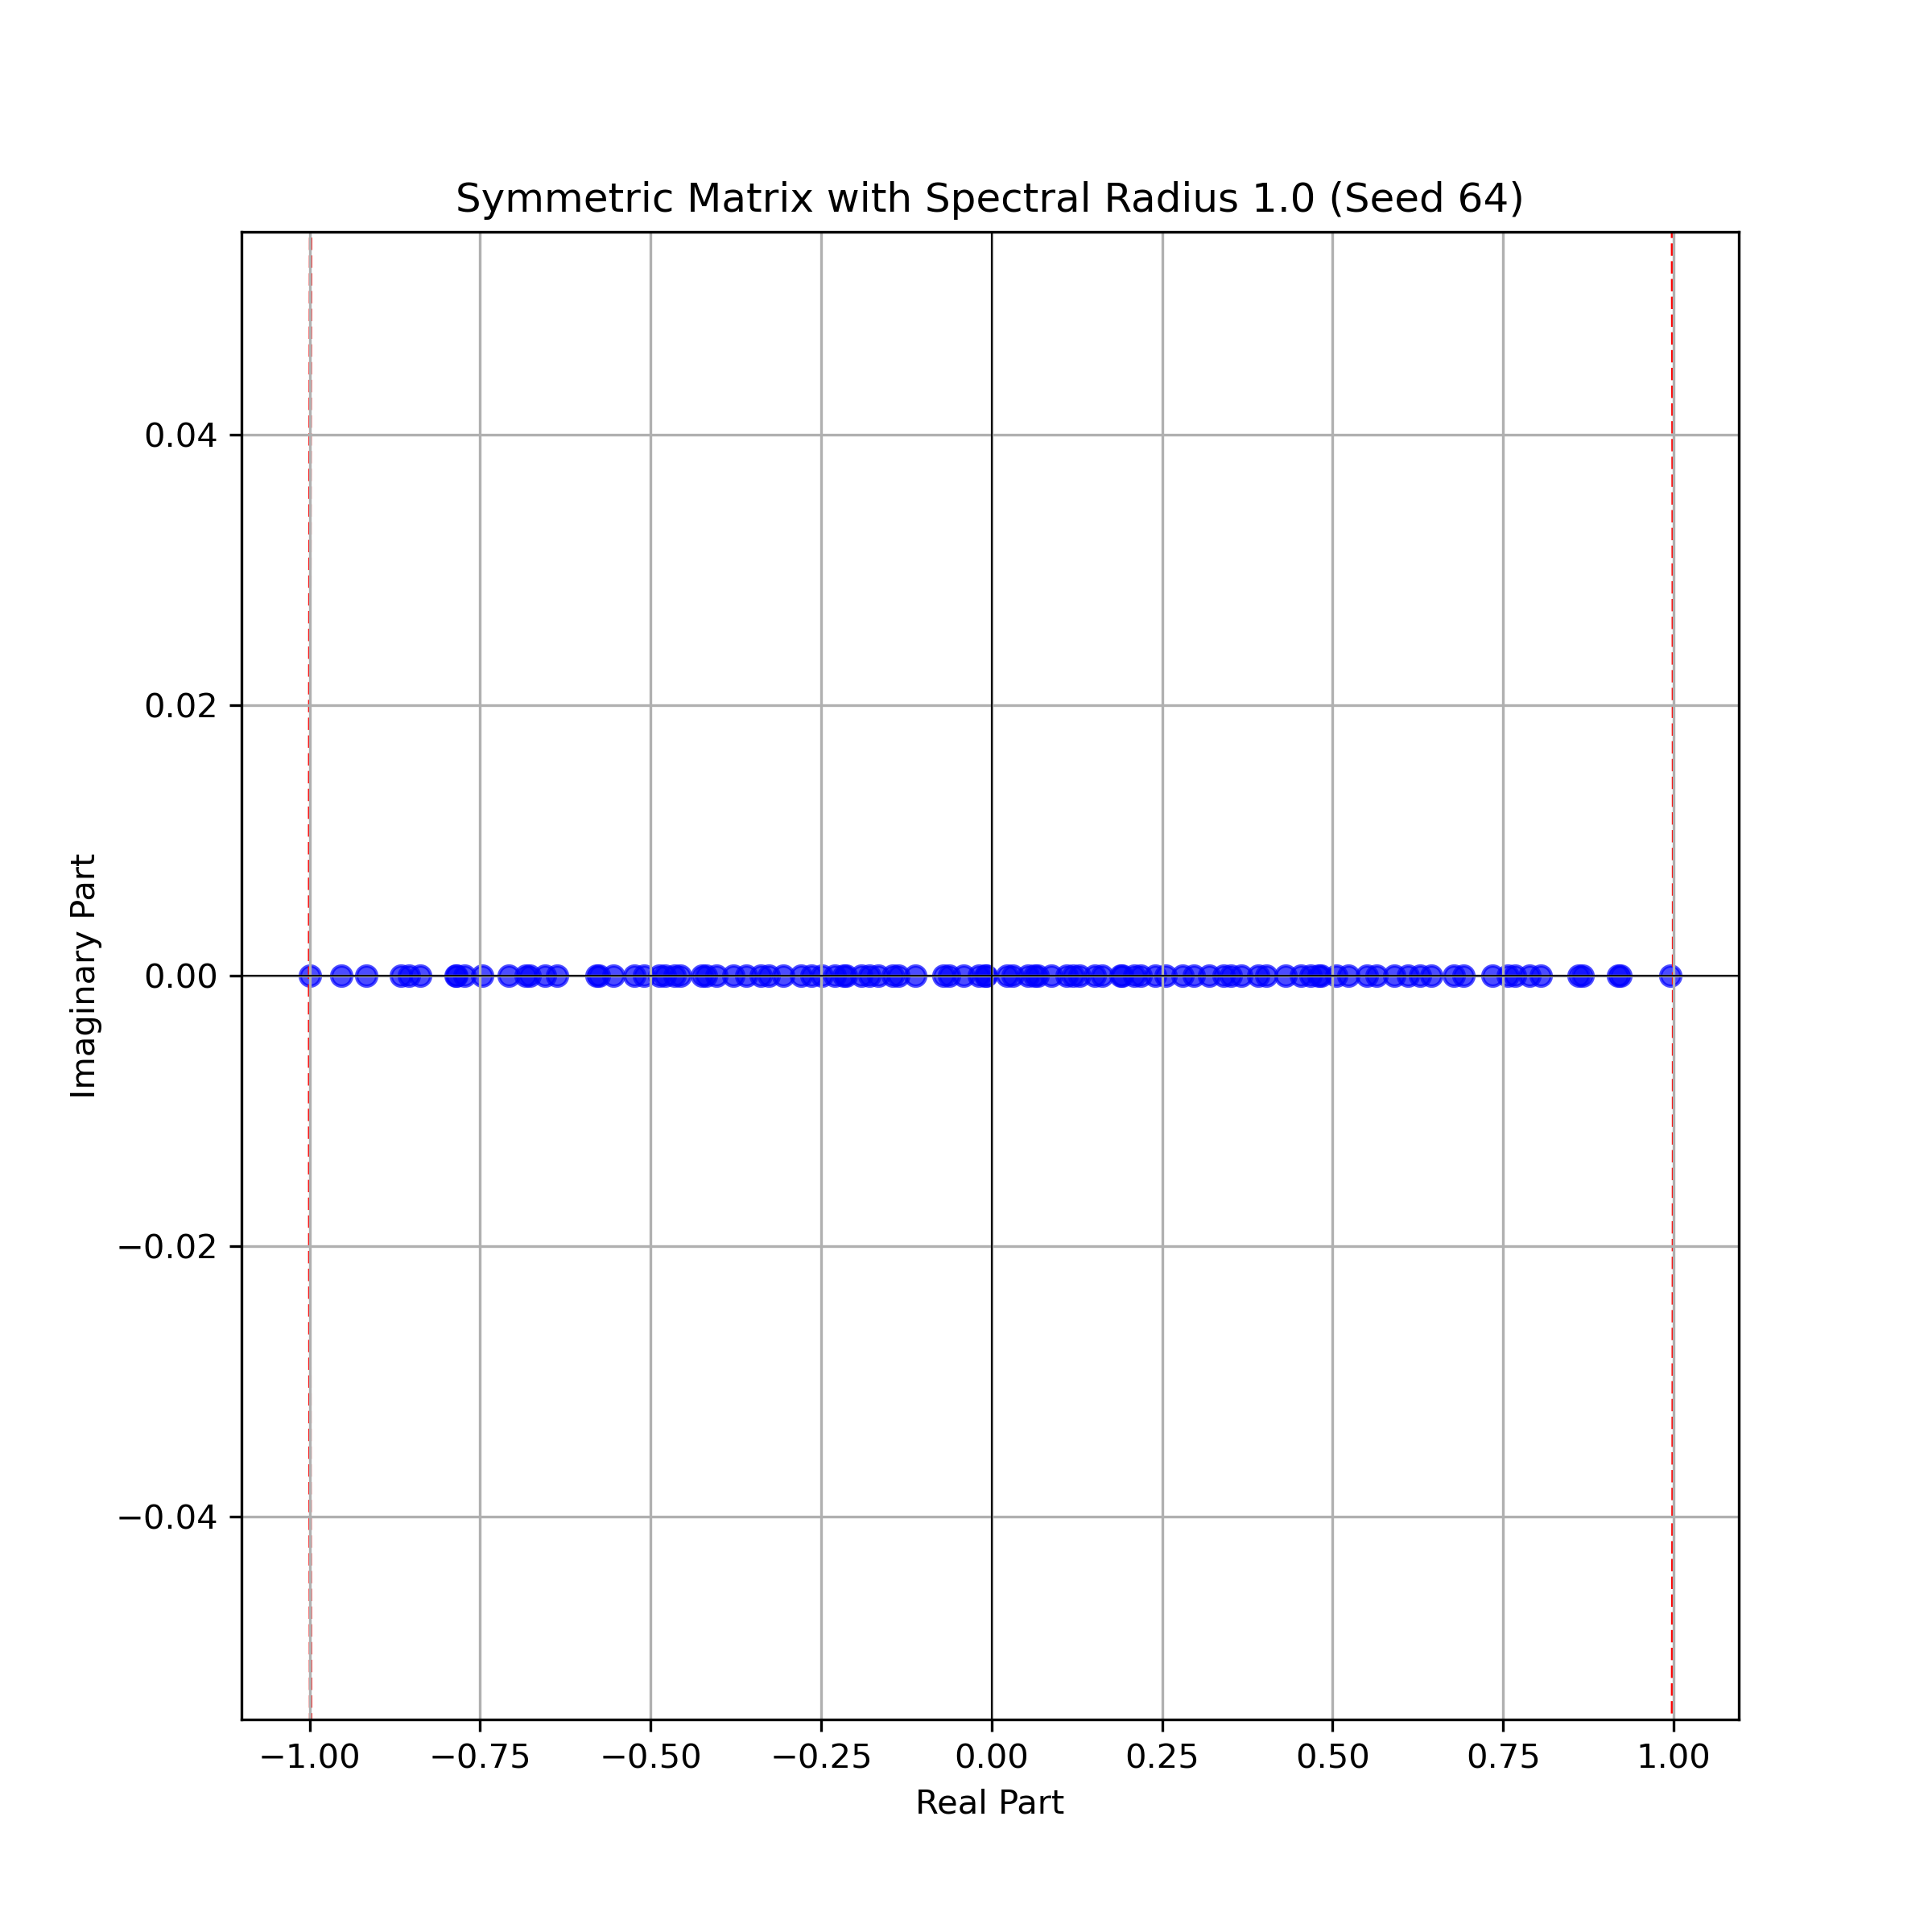 Symmetric Matrix with Spectral Radius 1.0 (Seed 64)
0.04
0.02
0.00
−0.02
−0.04
Imaginary Part
−1.00 −0.75 −0.50 −0.25 0.00 0.25 0.50 0.75 1.00
Real Part